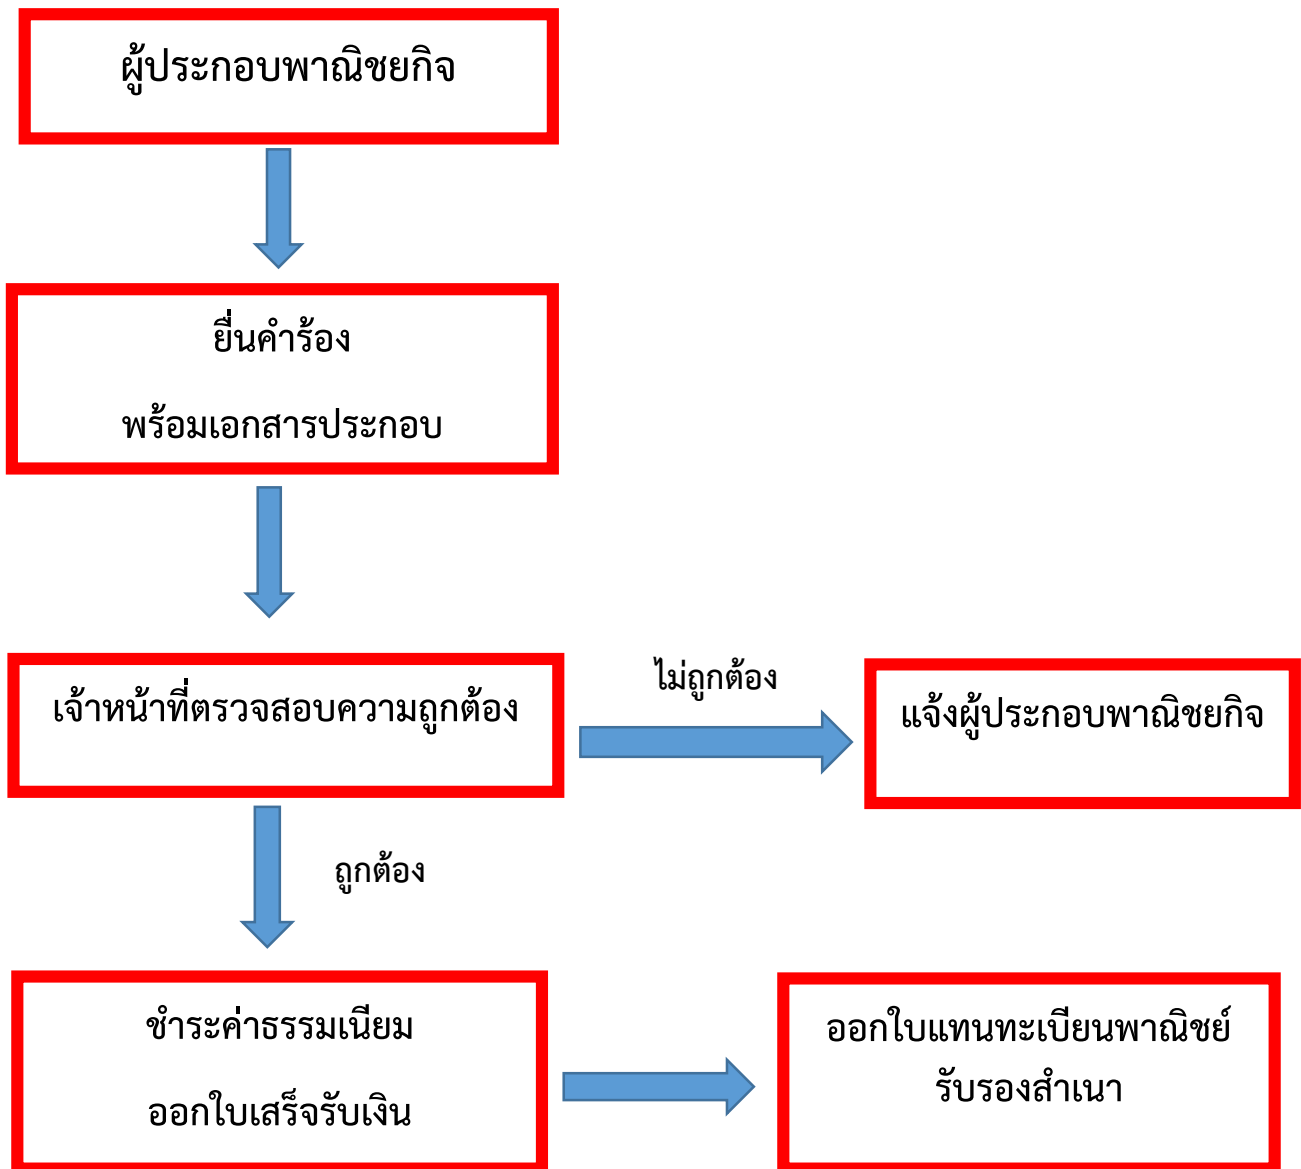 ผู้ประกอบพาณิชยกิจ
ยื่นคำร้อง
พร้อมเอกสารประกอบ
เจ้าหน้าที่ตรวจสอบความถูกต้อง
ไม่ถูกต้อง
แจ้งผู้ประกอบพาณิชยกิจ
ถูกต้อง
ชำระค่าธรรมเนียม
ออกใบเสร็จรับเงิน
ออกใบแทนทะเบียนพาณิชย์
รับรองสำเนา